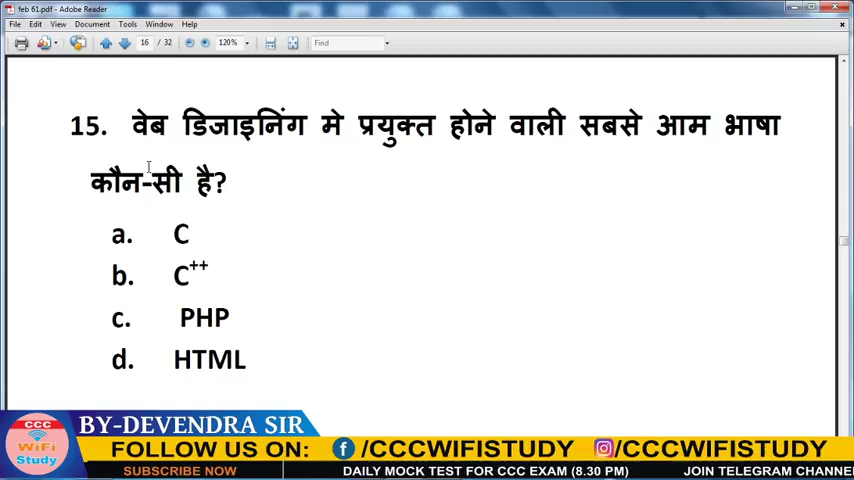 feb 61.pdf - Adobe Reader
File Edit View Document Tools Window Help
16 / 32 120% Find
15. वेब डिजाइनिंग मे प्रयुक्त होने वाली सबसे आम भाषा
कौन-सी है?
a. C
b. C++
c. PHP
d. HTML
CCC
WiFi
Study
BY-DEVENDRA SIR
FOLLOW US ON: f /CCCWIFISTUDY /CCCWIFISTUDY
SUBSCRIBE NOW DAILY MOCK TEST FOR CCC EXAM (8.30 PM) JOIN TELEGRAM CHANNE